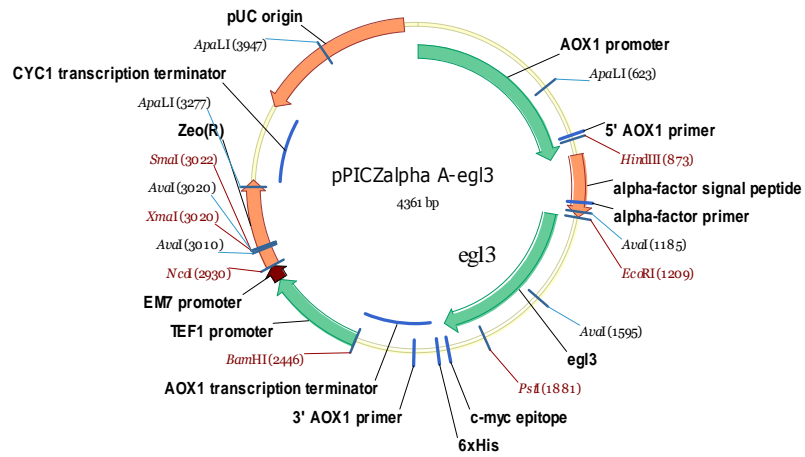 pUC origin
ApaLI (3947)
CYC1 transcription terminator
ApaLI (3277)
Zeo(R)
SmaI (3022)
AvaI (3020)
XmaI (3020)
AvaI (3010)
NcoI (2930)
EM7 promoter
TEF1 promoter
BamHI (2446)
AOX1 transcription terminator
3' AOX1 primer
6xHis
c-myc epitope
PstI (1881)
egl3
AvaI (1595)
EcoRI (1209)
AvaI (1185)
alpha-factor primer
alpha-factor signal peptide
HindIII (873)
5' AOX1 primer
ApaLI (623)
AOX1 promoter
pPICZalpha A-egl3
4361 bp
egl3